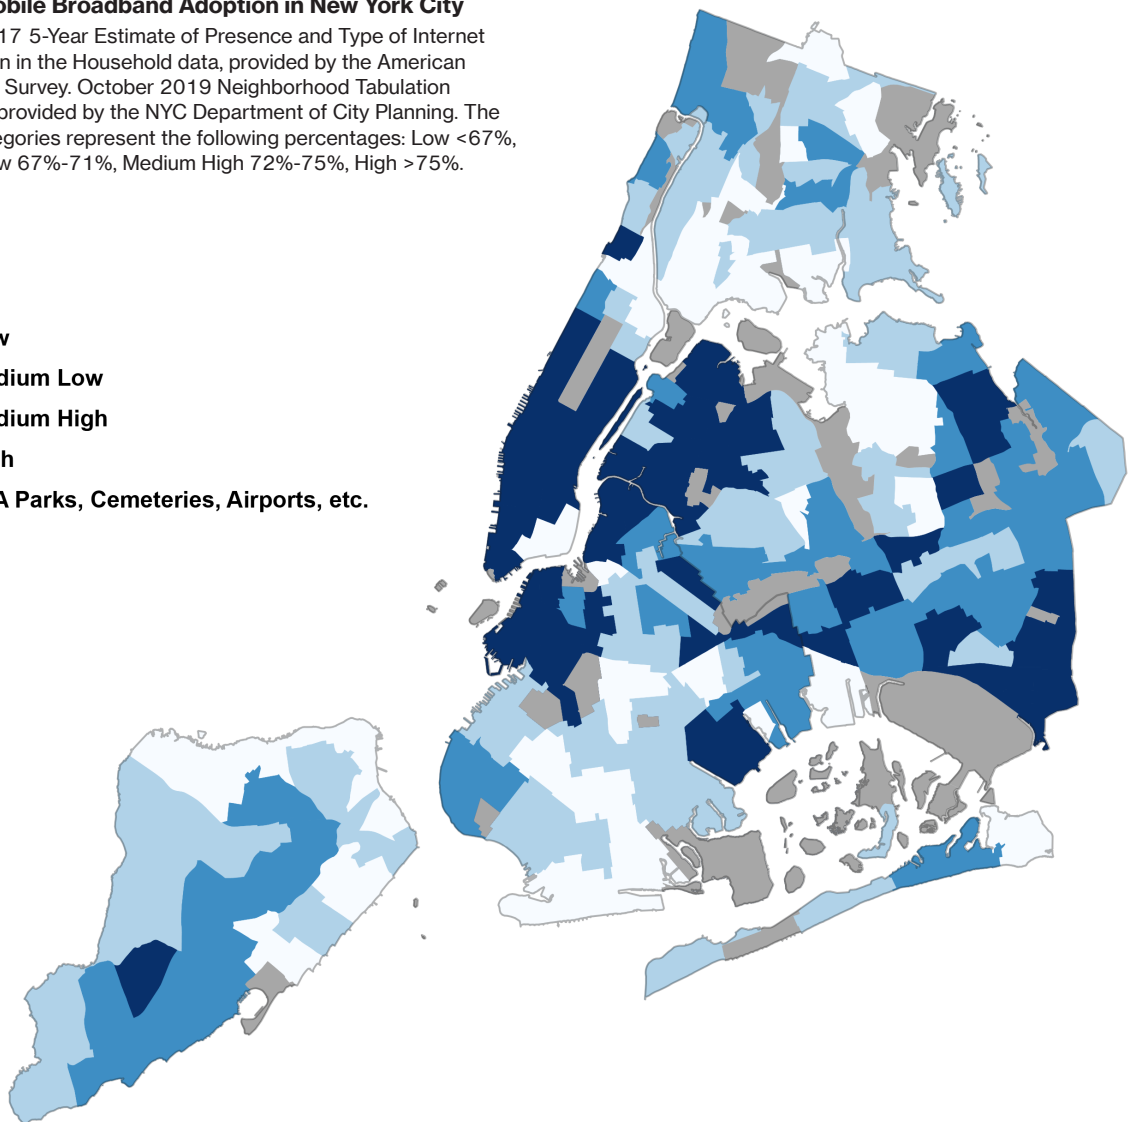 obile Broadband Adoption in New York City
17 5-Year Estimate of Presence and Type of Internet
n in the Household data, provided by the American
Survey. October 2019 Neighborhood Tabulation
provided by the NYC Department of City Planning. The
egories represent the following percentages: Low <67%,
w 67%-71%, Medium High 72%-75%, High >75%.
w
dium Low
dium High
h
A Parks, Cemeteries, Airports, etc.